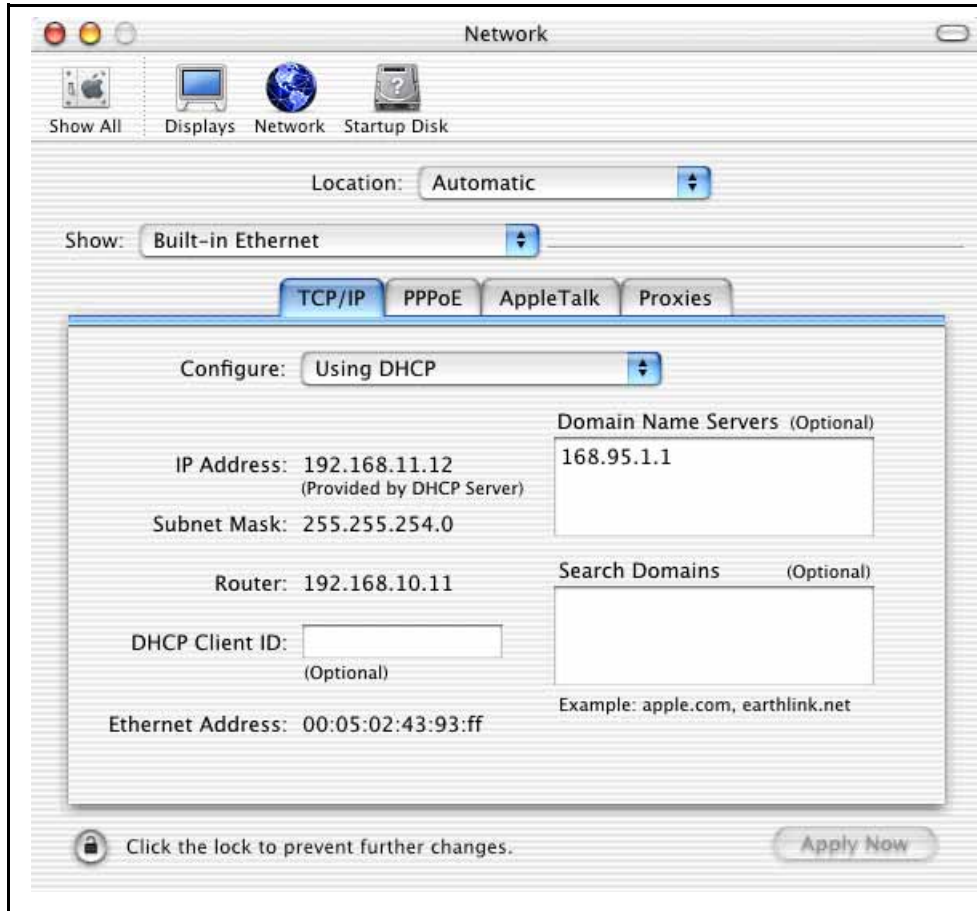 Network
Show All
Displays
Network
Startup Disk
Location: Automatic
Show: Built-in Ethernet
TCP/IP
PPPoE
AppleTalk
Proxies
Configure: Using DHCP
Domain Name Servers (Optional)
168.95.1.1
IP Address: 192.168.11.12
(Provided by DHCP Server)
Subnet Mask: 255.255.254.0
Router: 192.168.10.11
Search Domains (Optional)
DHCP Client ID:
(Optional)
Example: apple.com, earthlink.net
Ethernet Address: 00:05:02:43:93:ff
Click the lock to prevent further changes.
Apply Now